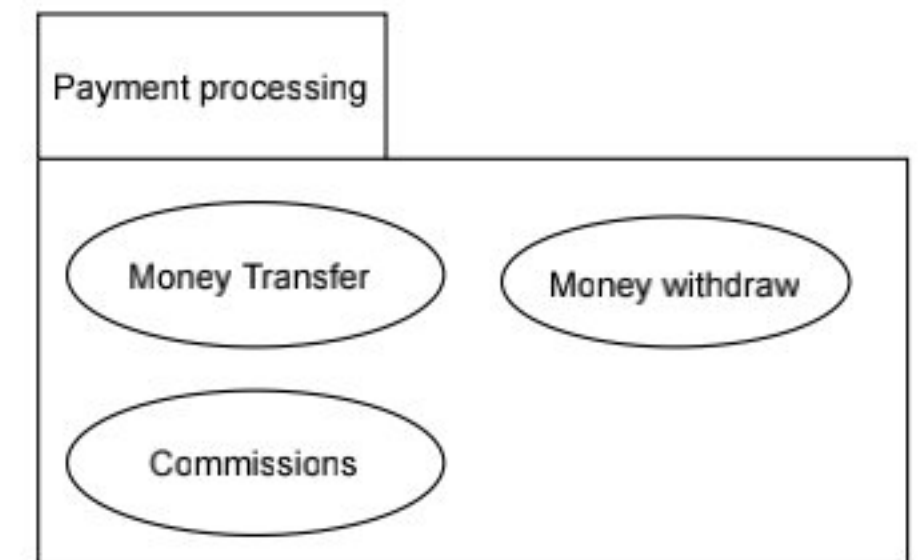 Payment processing
Money Transfer
Money withdraw
Commissions